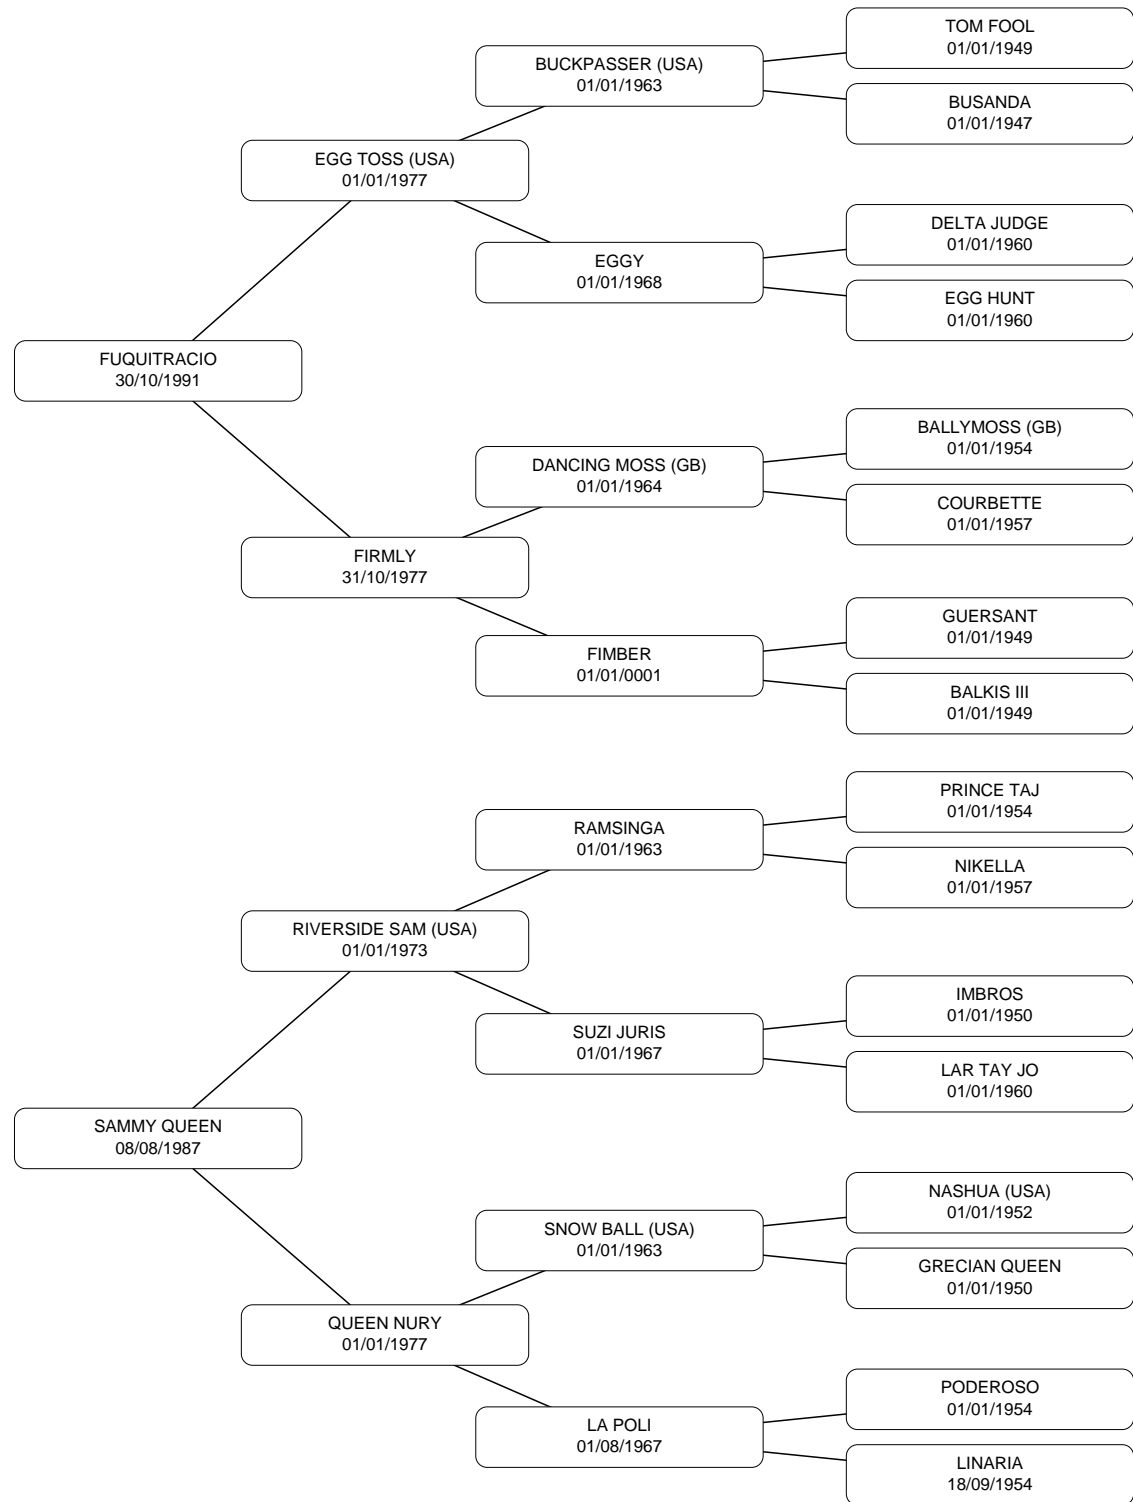 TOM FOOL
01/01/1949
BUCKPASSER (USA)
01/01/1963
BUSANDA
01/01/1947
EGG TOSS (USA)
01/01/1977
DELTA JUDGE
01/01/1960
EGGY
01/01/1968
EGG HUNT
01/01/1960
FUQUITRACIO
30/10/1991
BALLYMOSS (GB)
01/01/1954
DANCING MOSS (GB)
01/01/1964
COURBETTE
01/01/1957
FIRMLY
31/10/1977
GUERSANT
01/01/1949
FIMBER
01/01/0001
BALKIS III
01/01/1949
PRINCE TAJ
01/01/1954
RAMSINGA
01/01/1963
NIKELLA
01/01/1957
RIVERSIDE SAM (USA)
01/01/1973
IMBROS
01/01/1950
SUZI JURIS
01/01/1967
LAR TAY JO
01/01/1960
SAMMY QUEEN
08/08/1987
NASHUA (USA)
01/01/1952
SNOW BALL (USA)
01/01/1963
GRECIAN QUEEN
01/01/1950
QUEEN NURY
01/01/1977
PODEROSO
01/01/1954
LA POLI
01/08/1967
LINARIA
18/09/1954